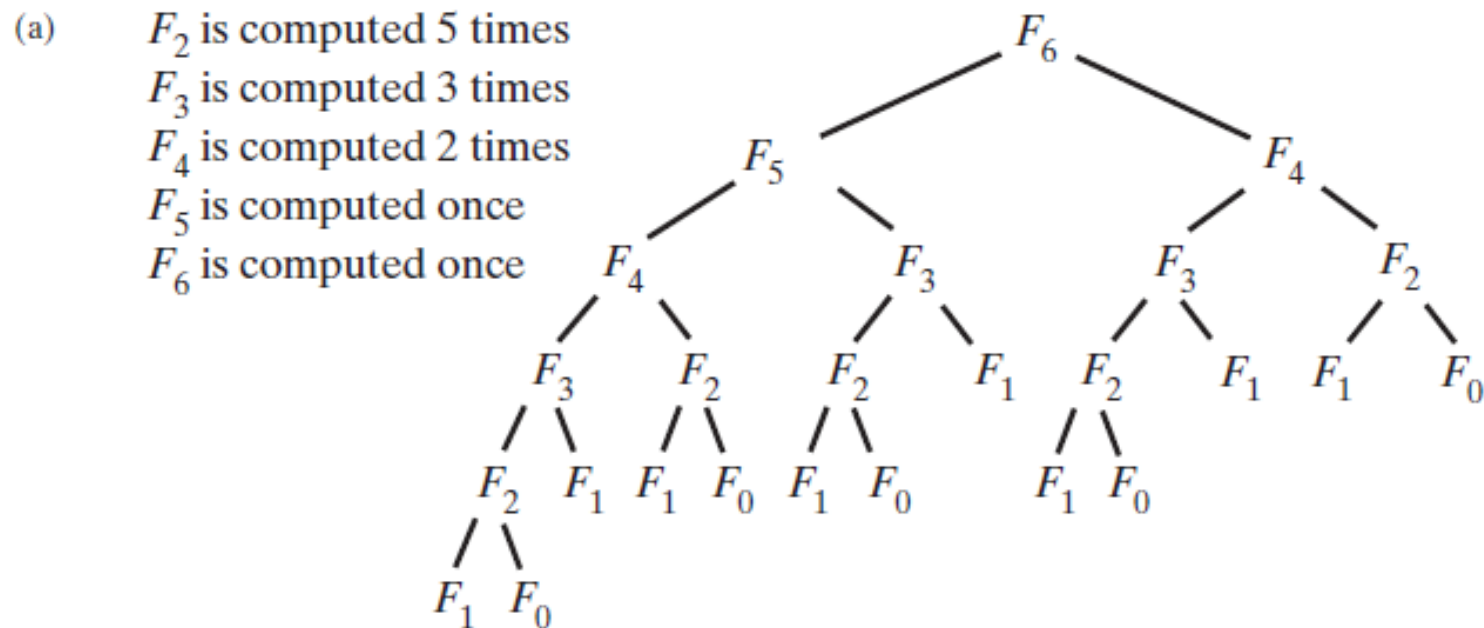 (a) F₂ is computed 5 times
F₃ is computed 3 times
F₄ is computed 2 times
F₅ is computed once
F₆ is computed once
F₆
F₅ F₄
F₄ F₃ F₃ F₂
F₃ F₂ F₂ F₁ F₂ F₁ F₁ F₀
F₂ F₁ F₁ F₀ F₁ F₀ F₁ F₀
F₁ F₀